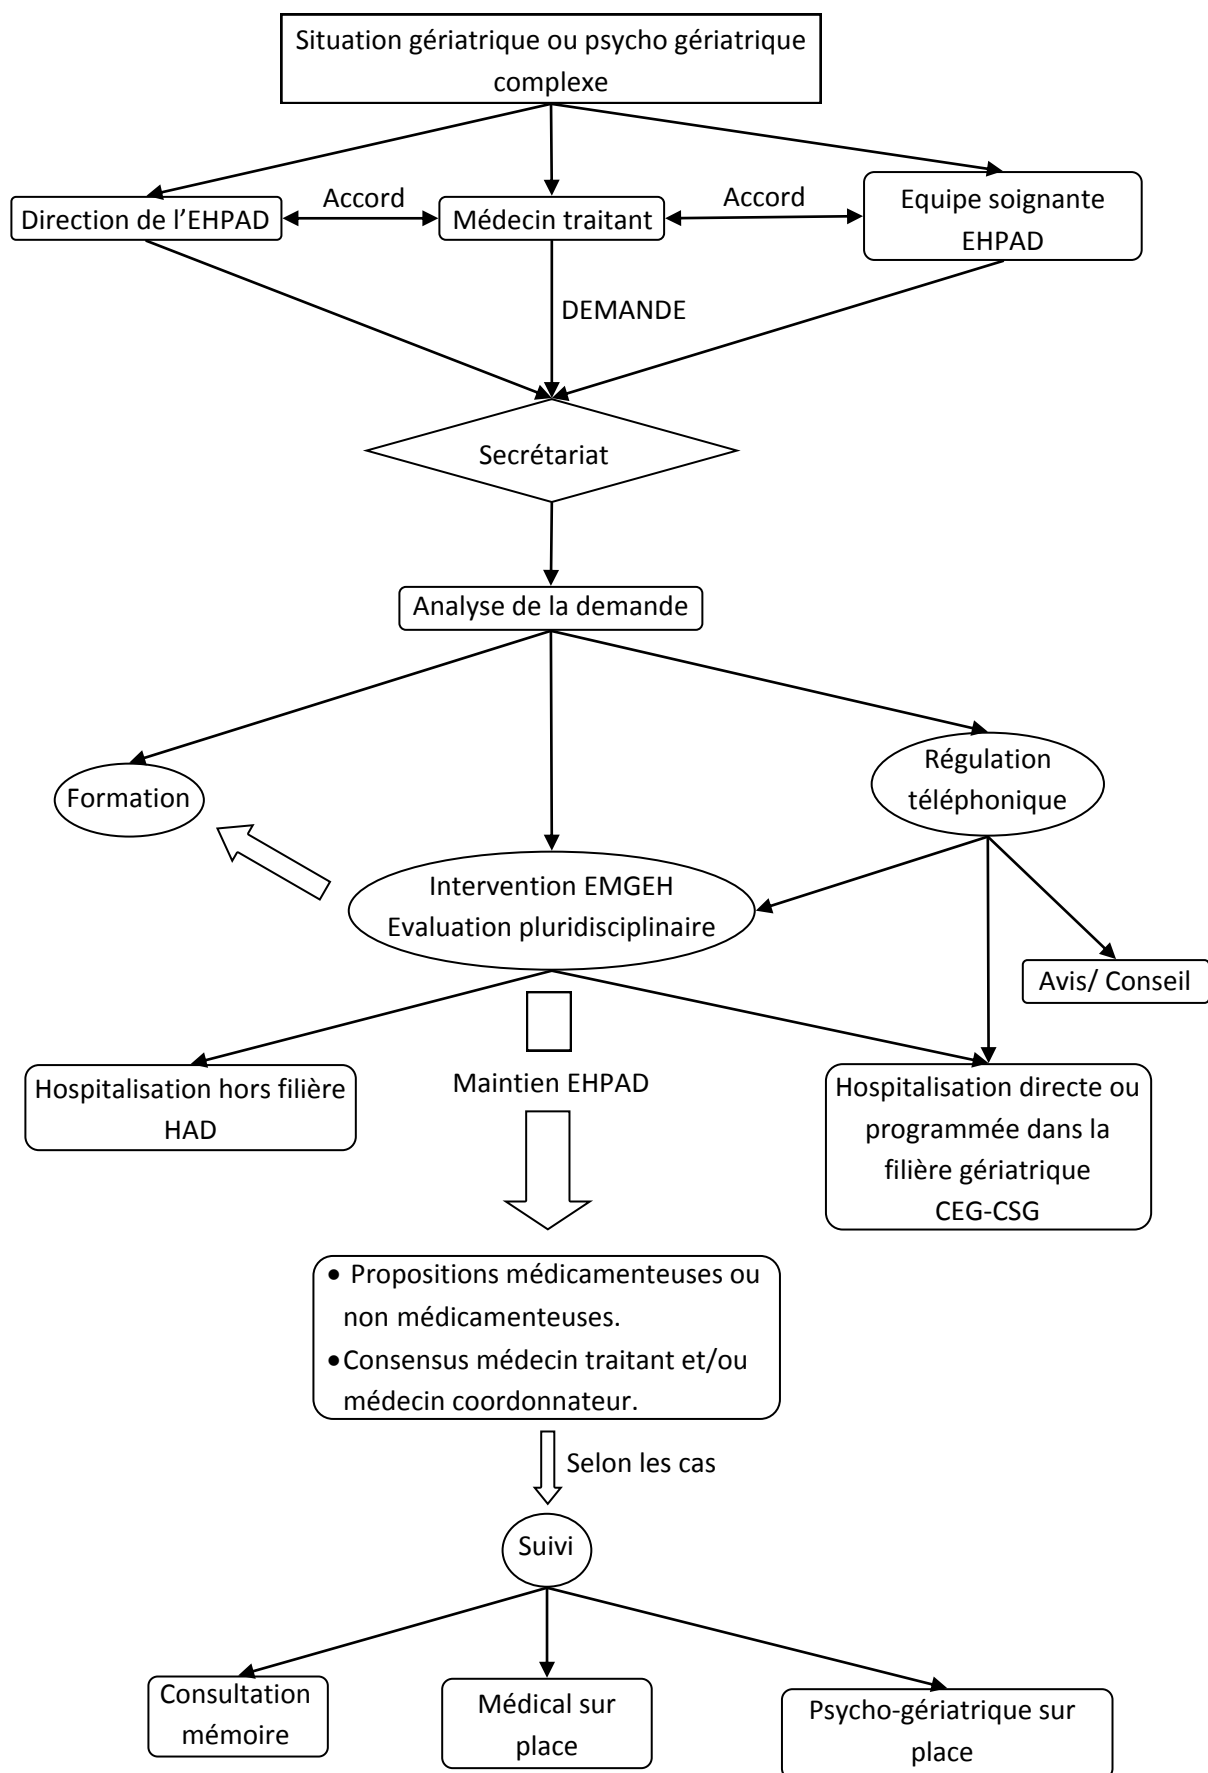 Situation gériatrique ou psycho gériatrique
complexe
Accord
Accord
Direction de l’EHPAD
Médecin traitant
Equipe soignante
EHPAD
DEMANDE
Secrétariat
Analyse de la demande
Formation
Régulation
téléphonique
Intervention EMGEH
Evaluation pluridisciplinaire
Avis/ Conseil
Hospitalisation hors filière
HAD
Maintien EHPAD
Hospitalisation directe ou
programmée dans la
filière gériatrique
CEG-CSG
• Propositions médicamenteuses ou
non médicamenteuses.
• Consensus médecin traitant et/ou
médecin coordonnateur.
Selon les cas
Suivi
Consultation
mémoire
Médical sur
place
Psycho-gériatrique sur
place